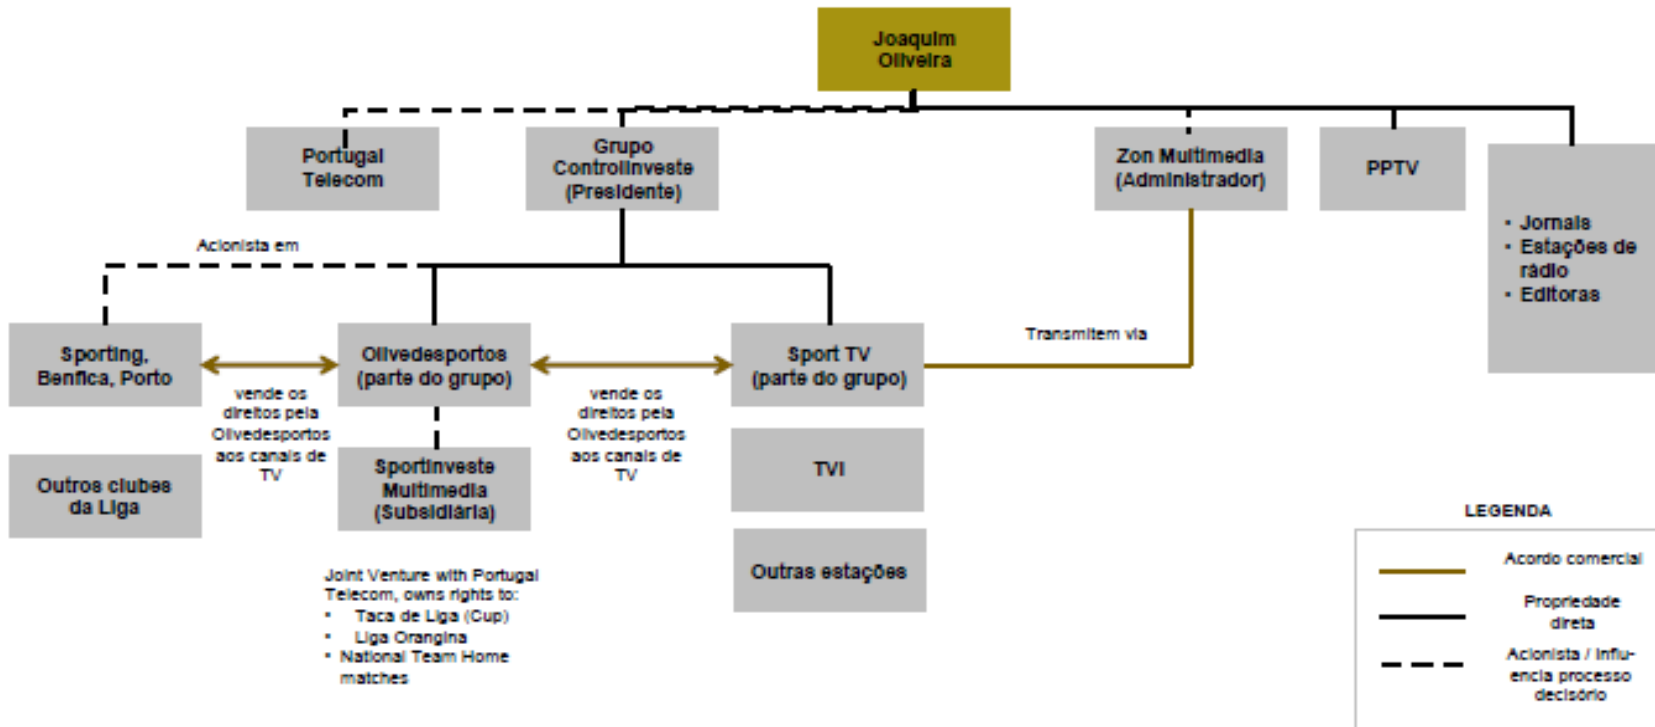 Joaquim
Oliveira
Portugal
Telecom
Grupo
Controlinveste
(Presidente)
Zon Multimedia
(Administrador)
PPTV
▪ Jornais
▪ Estações de
rádio
▪ Editoras
Acionista em
Sporting,
Benfica, Porto
Olivedesportos
(parte do grupo)
Sport TV
(parte do grupo)
Transmitem via
vende os
direitos pela
Olivedesportos
aos canais de
TV
vende os
direitos pela
Olivedesportos
aos canais de
TV
Outros clubes
da Liga
Sportinveste
Multimedia
(Subsidiária)
TVI
Outras estações
Joint Venture with Portugal
Telecom, owns rights to:
▪ Taca de Liga (Cup)
▪ Liga Orangina
▪ National Team Home
matches
LEGENDA
Acordo comercial
Propriedade
direta
Acionista / Influ-
encia processo
decisório